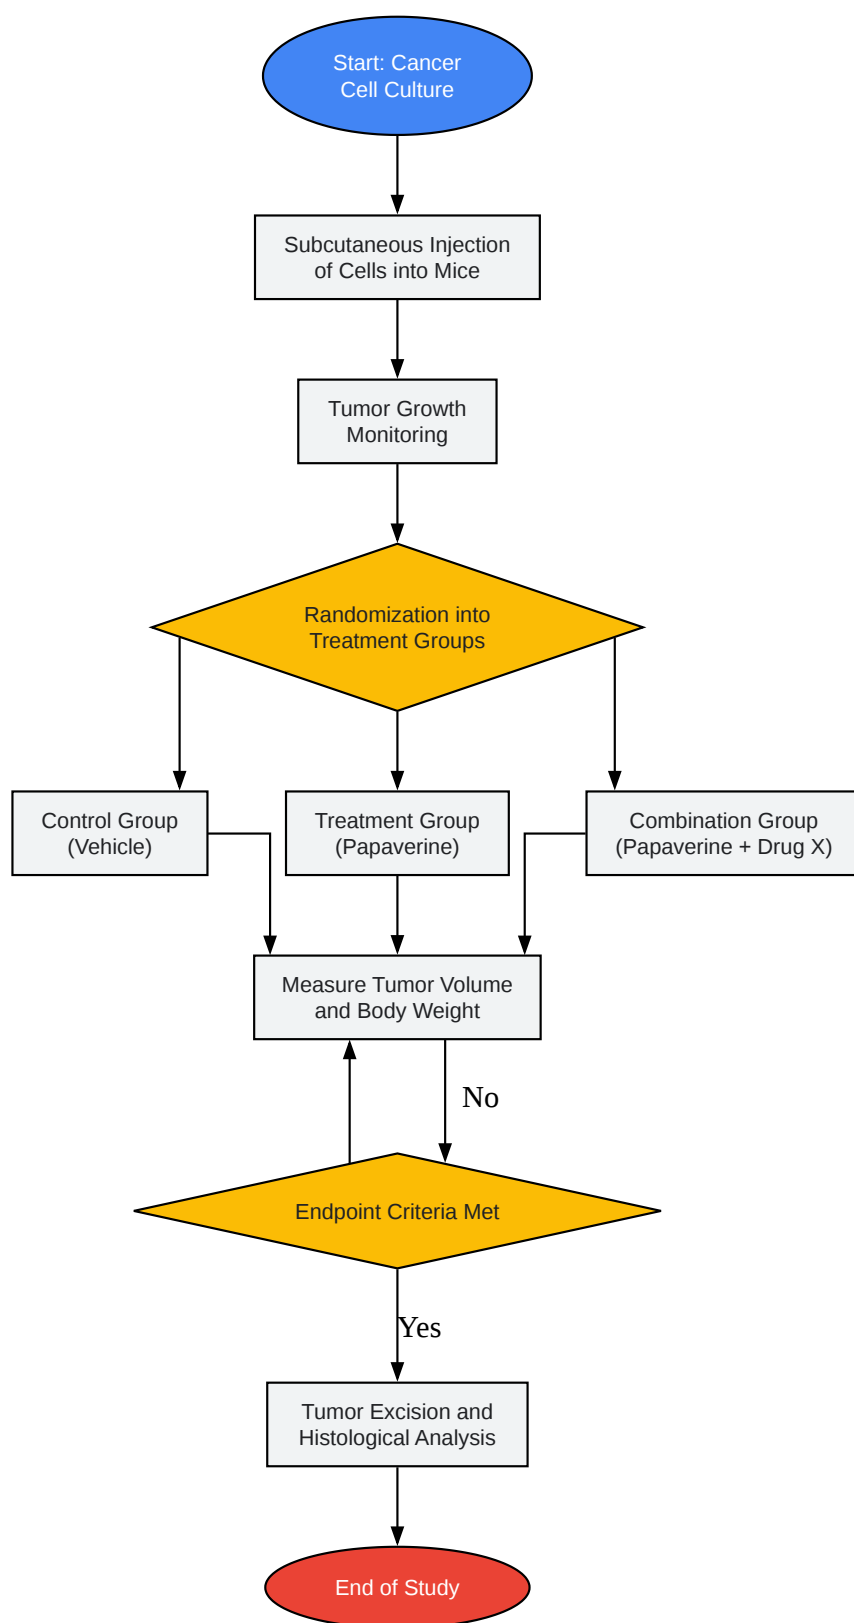 Start: Cancer
Cell Culture
Subcutaneous Injection
of Cells into Mice
Tumor Growth
Monitoring
Randomization into
Treatment Groups
Control Group
(Vehicle)
Treatment Group
(Papaverine)
Combination Group
(Papaverine + Drug X)
Measure Tumor Volume
and Body Weight
No
Endpoint Criteria Met
Yes
Tumor Excision and
Histological Analysis
End of Study